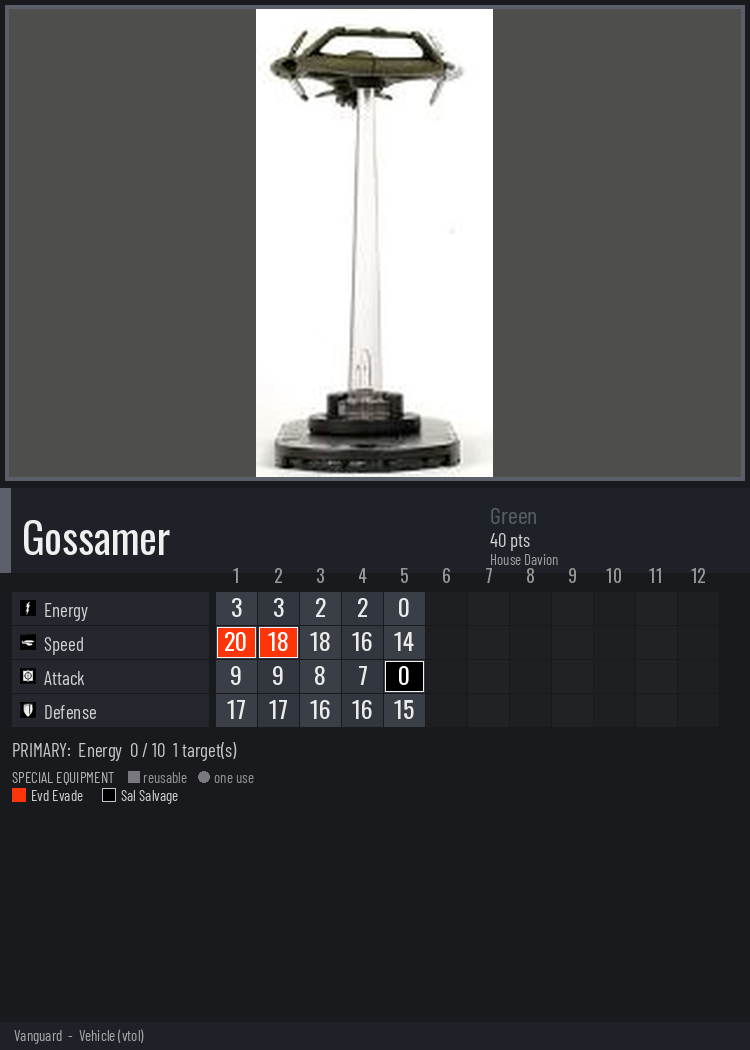 Gossamer
Green
40 pts
House Davion
1 2 3 4 5 6 7 8 9 10 11 12
Energy 3 3 2 2 0
Speed 20 18 18 16 14
Attack 9 9 8 7 0
Defense 17 17 16 16 15
PRIMARY: Energy 0 / 10 1 target(s)
SPECIAL EQUIPMENT reusable one use
Evd Evade Sal Salvage
Vanguard - Vehicle (vtol)